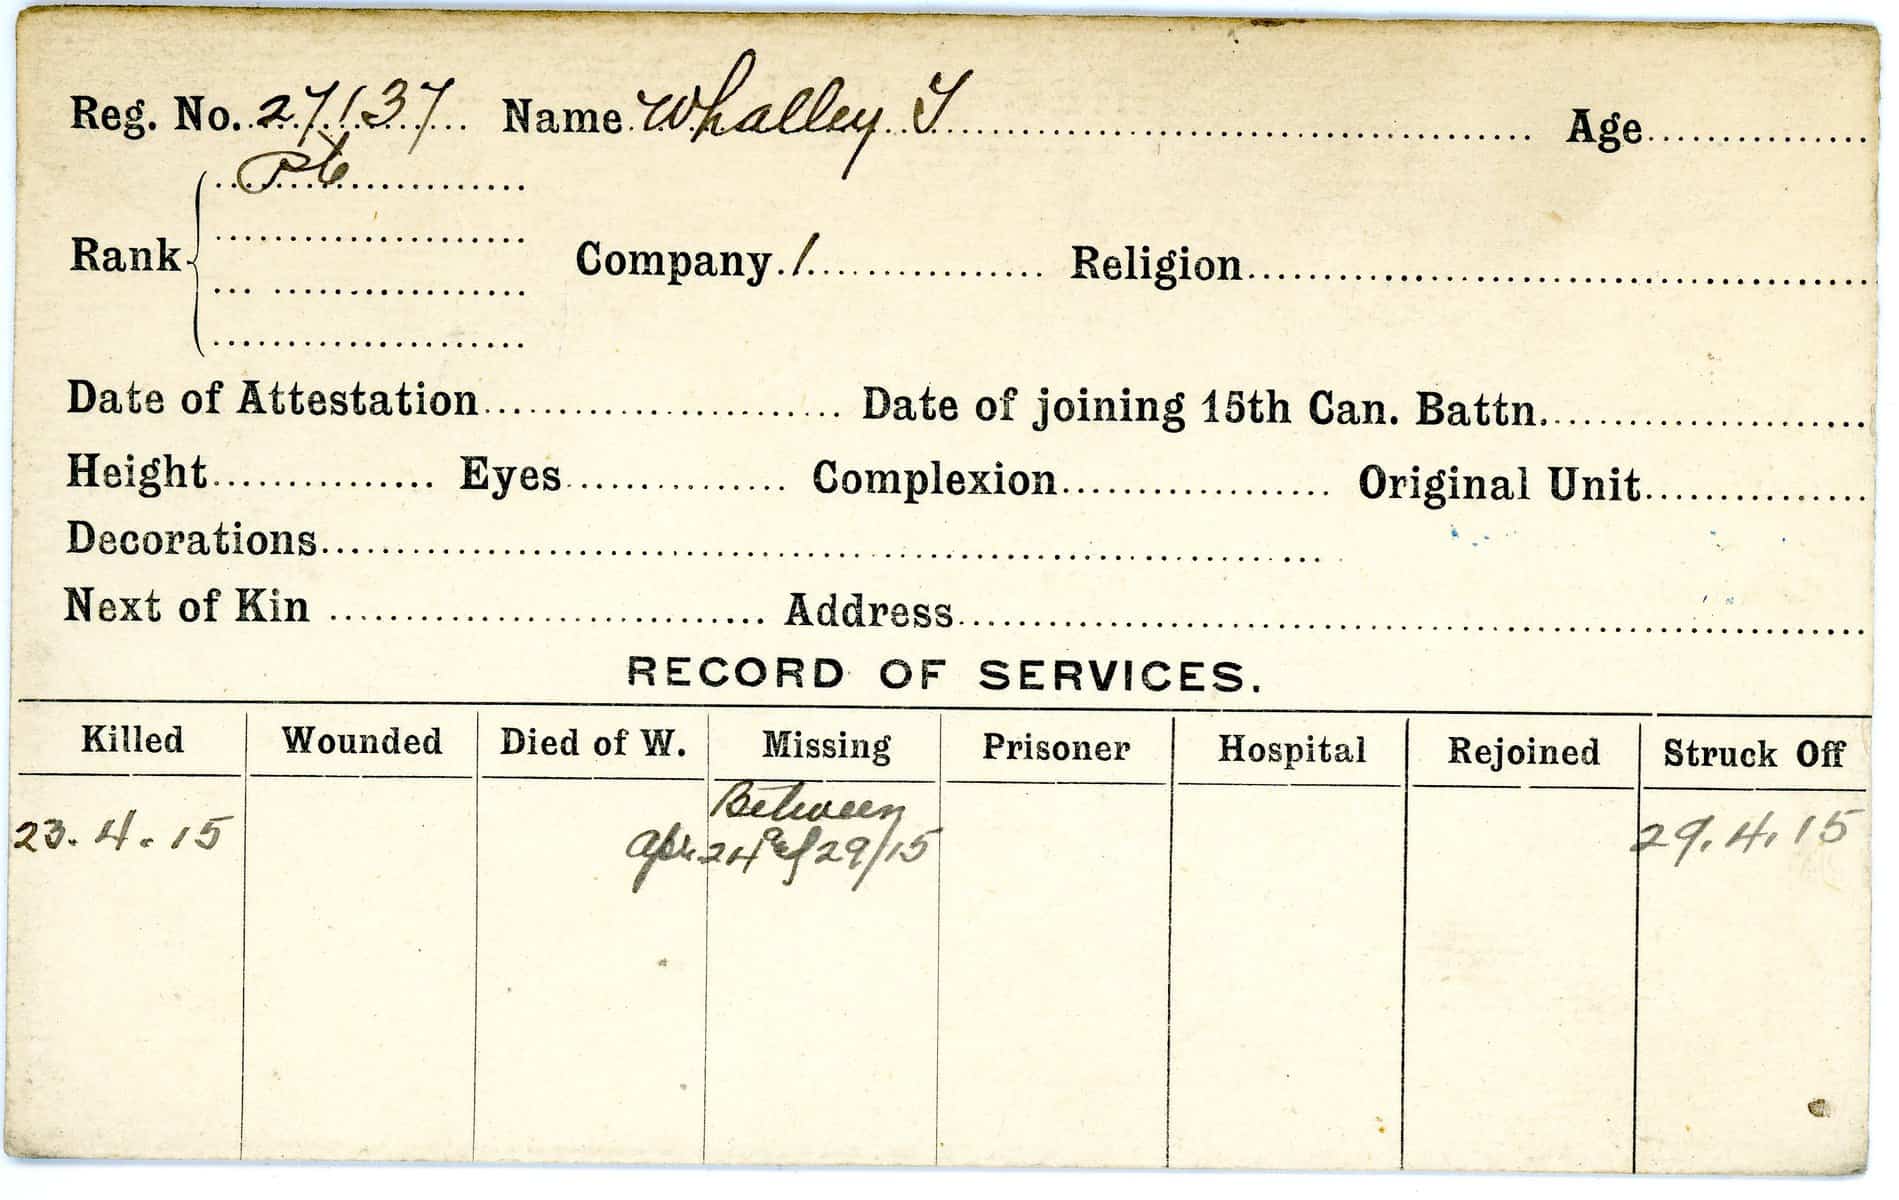 Reg. No. 27137 Name Whalley T Age
Pte
Rank Company 1 Religion
Date of Attestation Date of joining 15th Can. Battn.
Height Eyes Complexion Original Unit
Decorations
Next of Kin Address
RECORD OF SERVICES.
Killed Wounded Died of W. Missing Prisoner Hospital Rejoined Struck Off
Between
23.4.15 Apr. 24 and 29/15 29.4.15